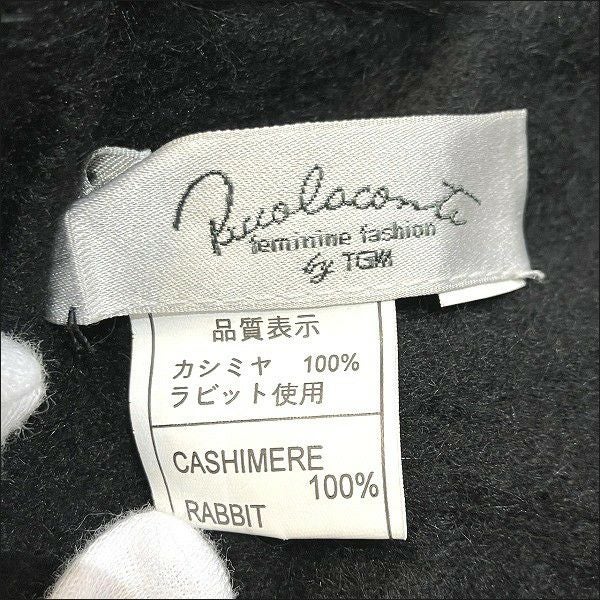 Piccolaconte
feminine fashion
by TGM
品質表示
カシミヤ 100%
ラビット使用
CASHIMERE
100%
RABBIT